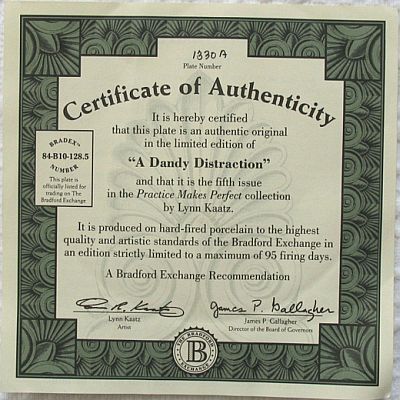 1330A
Plate Number
Certificate of Authenticity
It is hereby certified
that this plate is an authentic original
in the limited edition of
"A Dandy Distraction"
and that it is the fifth issue
in the Practice Makes Perfect collection
by Lynn Kaatz.
BRADEX™
84-B10-128.5
NUMBER
This plate is
officially listed for
trading on The
Bradford Exchange
It is produced on hard-fired porcelain to the highest
quality and artistic standards of the Bradford Exchange in
an edition strictly limited to a maximum of 95 firing days.
A Bradford Exchange Recommendation
Lynn Kaatz
Artist
James P. Gallagher
James P. Gallagher
Director of the Board of Governors
THE BRADFORD
B
EXCHANGE